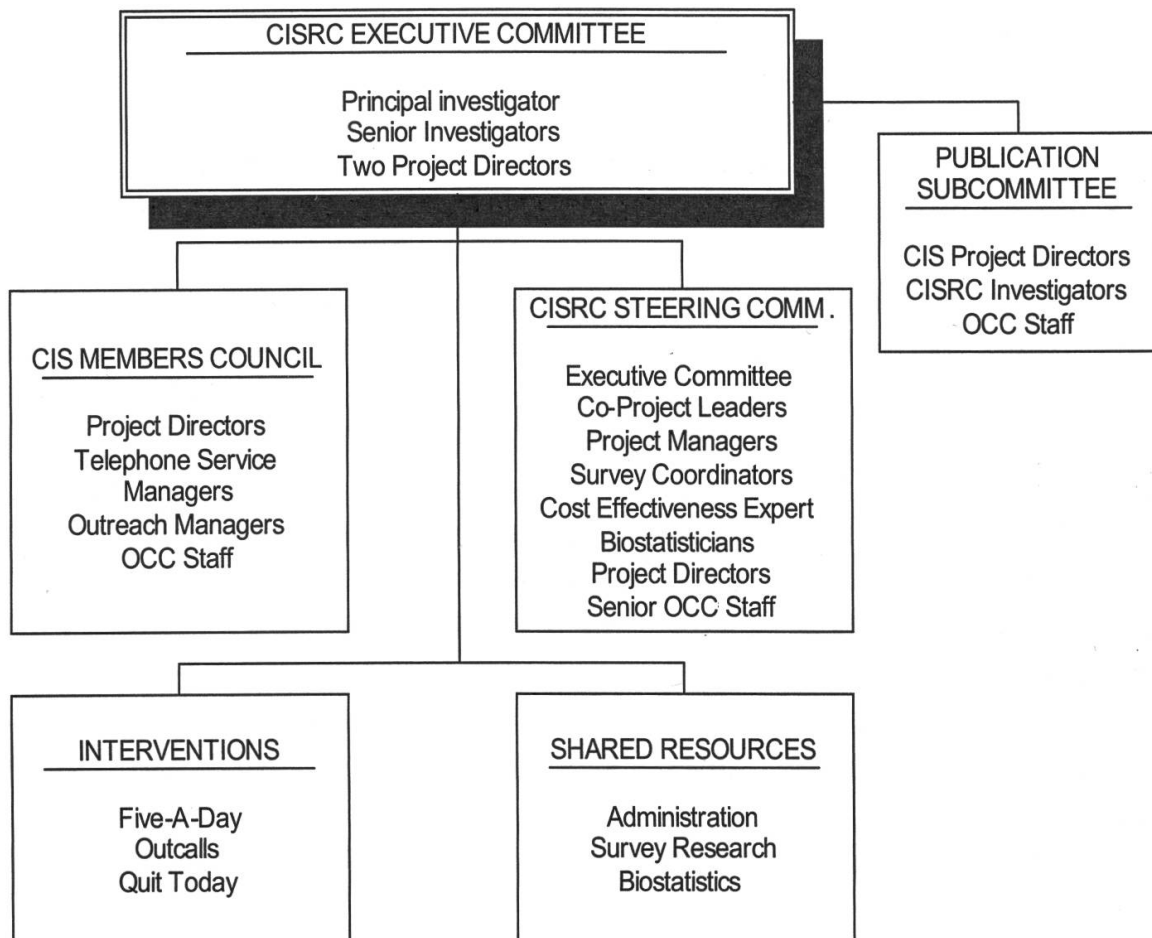 CISRC EXECUTIVE COMMITTEE
Principal investigator
Senior Investigators
Two Project Directors
PUBLICATION
SUBCOMMITTEE
CIS Project Directors
CISRC Investigators
OCC Staff
CIS MEMBERS COUNCIL
Project Directors
Telephone Service
Managers
Outreach Managers
OCC Staff
CISRC STEERING COMM.
Executive Committee
Co-Project Leaders
Project Managers
Survey Coordinators
Cost Effectiveness Expert
Biostatisticians
Project Directors
Senior OCC Staff
INTERVENTIONS
Five-A-Day
Outcalls
Quit Today
SHARED RESOURCES
Administration
Survey Research
Biostatistics